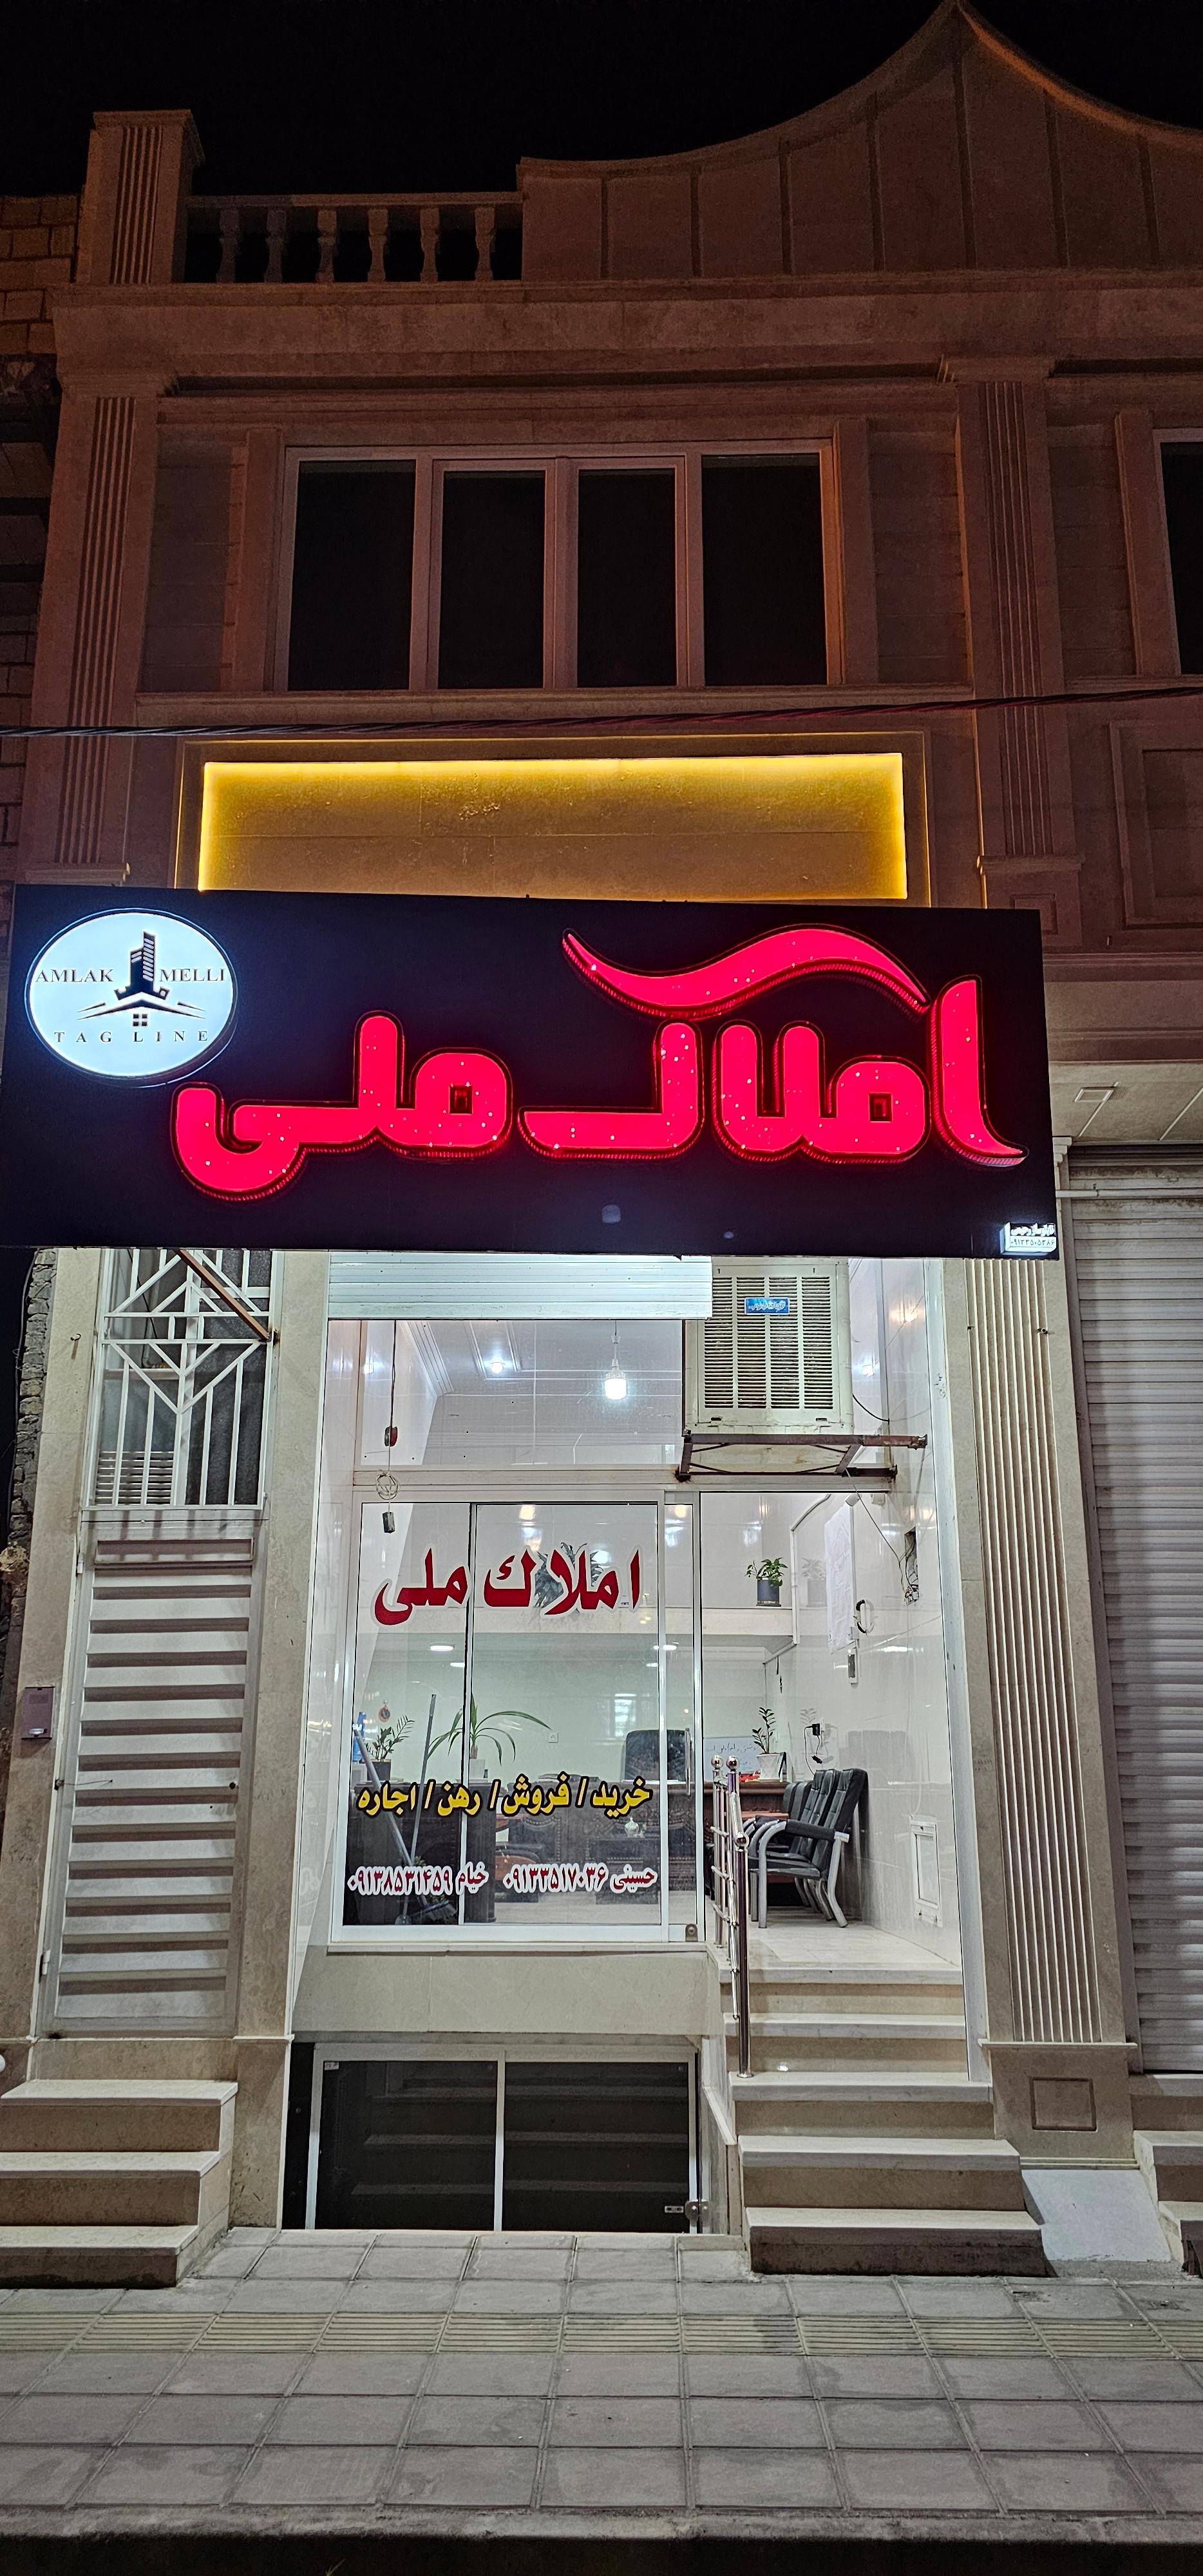 AMLAK MELLI
TAG LINE
املاک ملی
املاک ملی
خرید / فروش / رهن / اجاره
حسینی ۰۹۱۳۳۵۱۷۰۳۶ خیام ۰۹۱۳۸۵۳۱۴۵۹